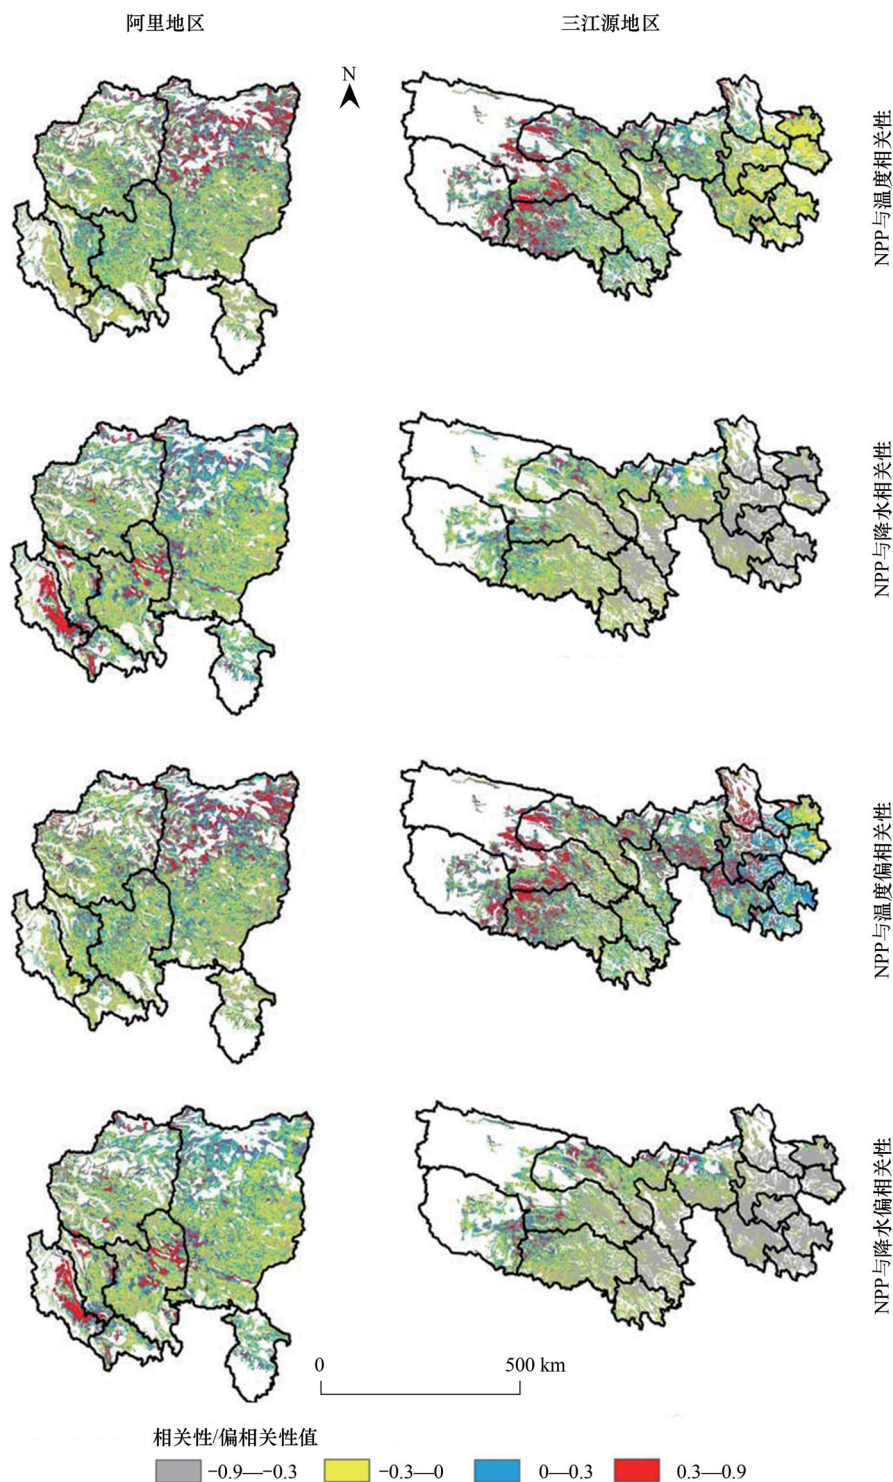 阿里地区
三江源地区
N
NPP与温度相关性
NPP与降水相关性
NPP与温度偏相关性
NPP与降水偏相关性
0
500 km
相关性/偏相关性值
-0.9—-0.3
-0.3—0
0—0.3
0.3—0.9